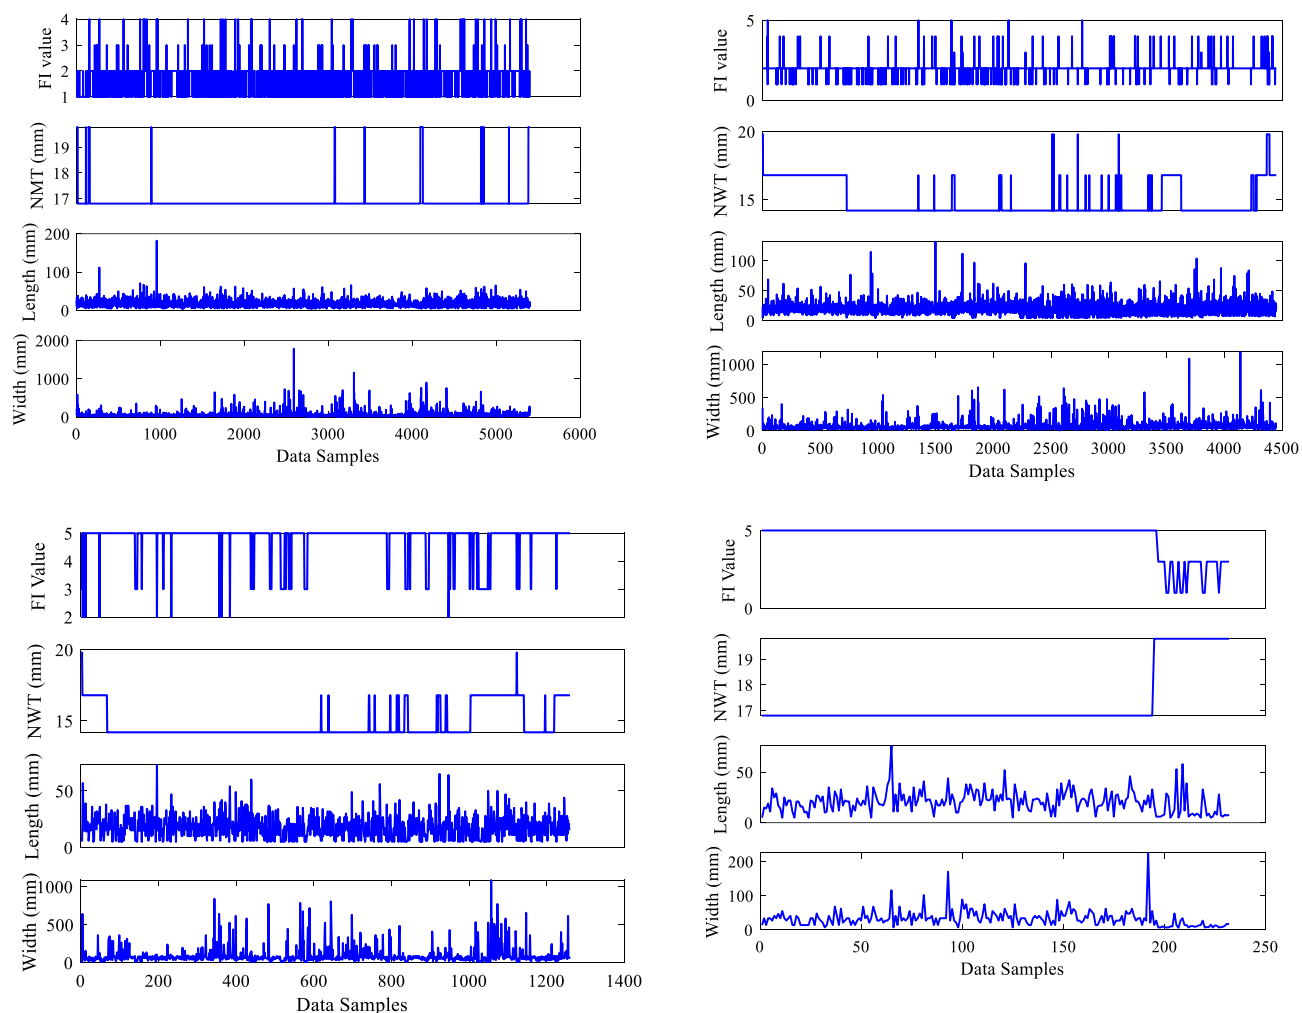 4
3
2
1
FI value
19
18
17
NMT (mm)
200
100
0
Length (mm)
2000
1000
0
Width (mm)
0 1000 2000 3000 4000 5000 6000
Data Samples
5
0
FI value
20
15
NWT (mm)
100
50
0
Length (mm)
1000
500
0
Width (mm)
0 500 1000 1500 2000 2500 3000 3500 4000 4500
Data Samples
5
4
3
2
FI Value
20
15
NWT (mm)
50
0
Length (mm)
1000
500
0
Width (mm)
0 200 400 600 800 1000 1200 1400
Data Samples
5
0
FI Value
19
18
17
NWT (mm)
50
0
Length (mm)
200
100
0
Width (mm)
0 50 100 150 200 250
Data Samples